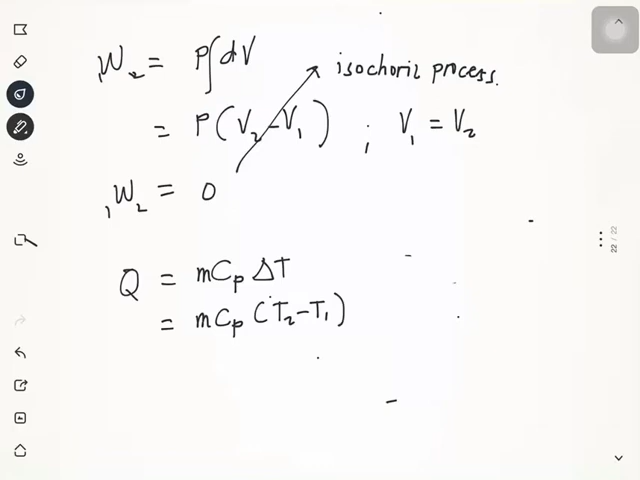 ₁W₂ = P∫dV
isochoric process.
= P(V₂ - V₁) ; V₁ = V₂
₁W₂ = 0
Q = mCp ΔT
= mCp (T₂ - T₁)
22 / 22